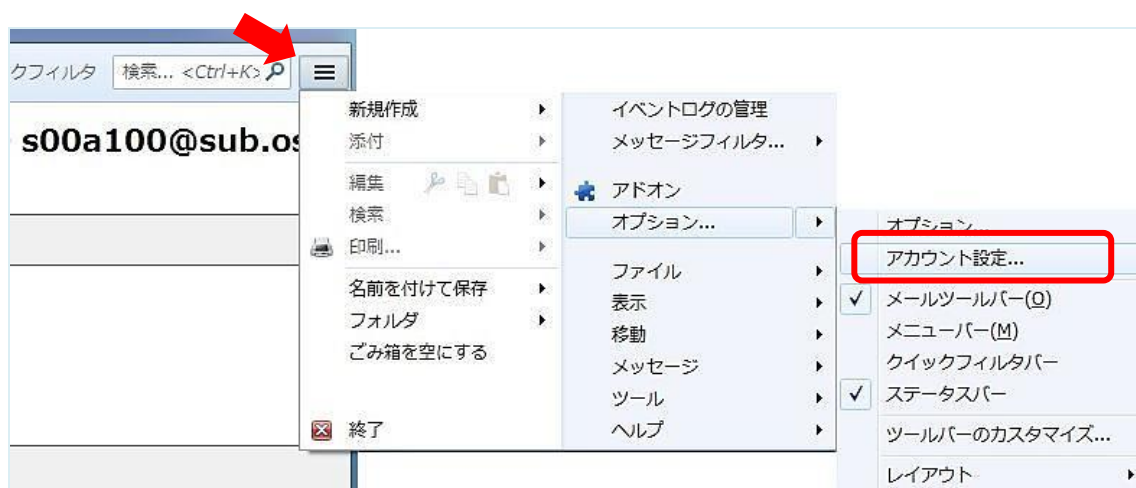 クフィルタ 検索... <Ctrl+K>
s00a100@sub.os
新規作成
添付
編集
検索
印刷...
名前を付けて保存
フォルダ
ごみ箱を空にする
終了
イベントログの管理
メッセージフィルタ...
アドオン
オプション...
ファイル
表示
移動
メッセージ
ツール
ヘルプ
オプション...
アカウント設定...
メールツールバー(O)
メニューバー(M)
クイックフィルタバー
ステータスバー
ツールバーのカスタマイズ...
レイアウト